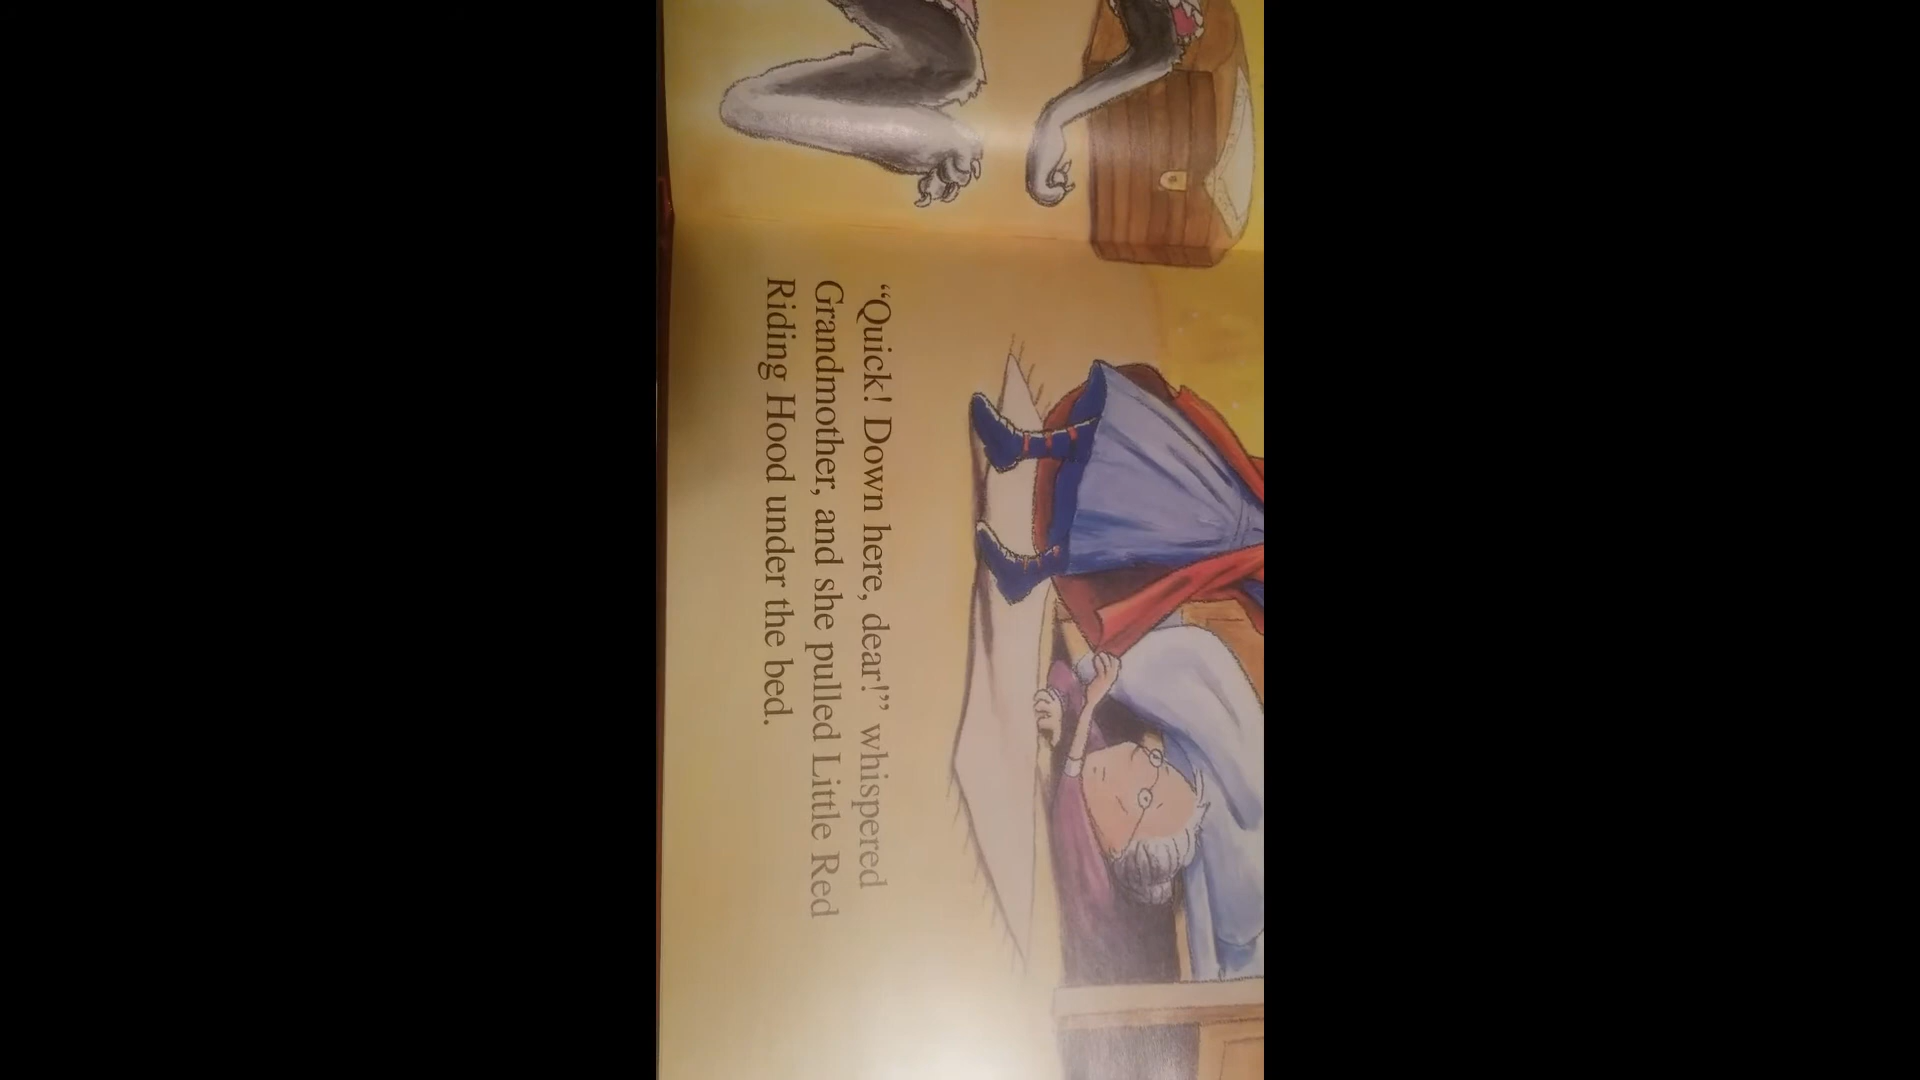 “Quick! Down here, dear!” whispered
Grandmother, and she pulled Little Red
Riding Hood under the bed.